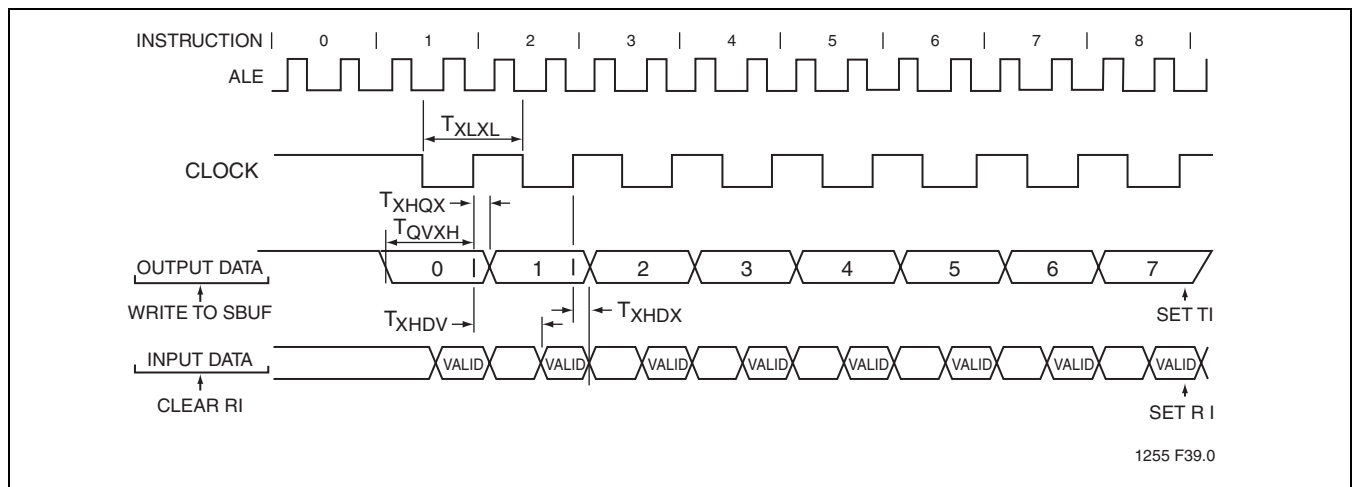 INSTRUCTION | 0 | 1 | 2 | 3 | 4 | 5 | 6 | 7 | 8 |
ALE
TXLXL
CLOCK
TXHQX
TQVXH
OUTPUT DATA 0 1 2 3 4 5 6 7
WRITE TO SBUF
TXHDV
TXHDX
SET TI
INPUT DATA VALID VALID VALID VALID VALID VALID VALID VALID
CLEAR RI
SET R I
1255 F39.0